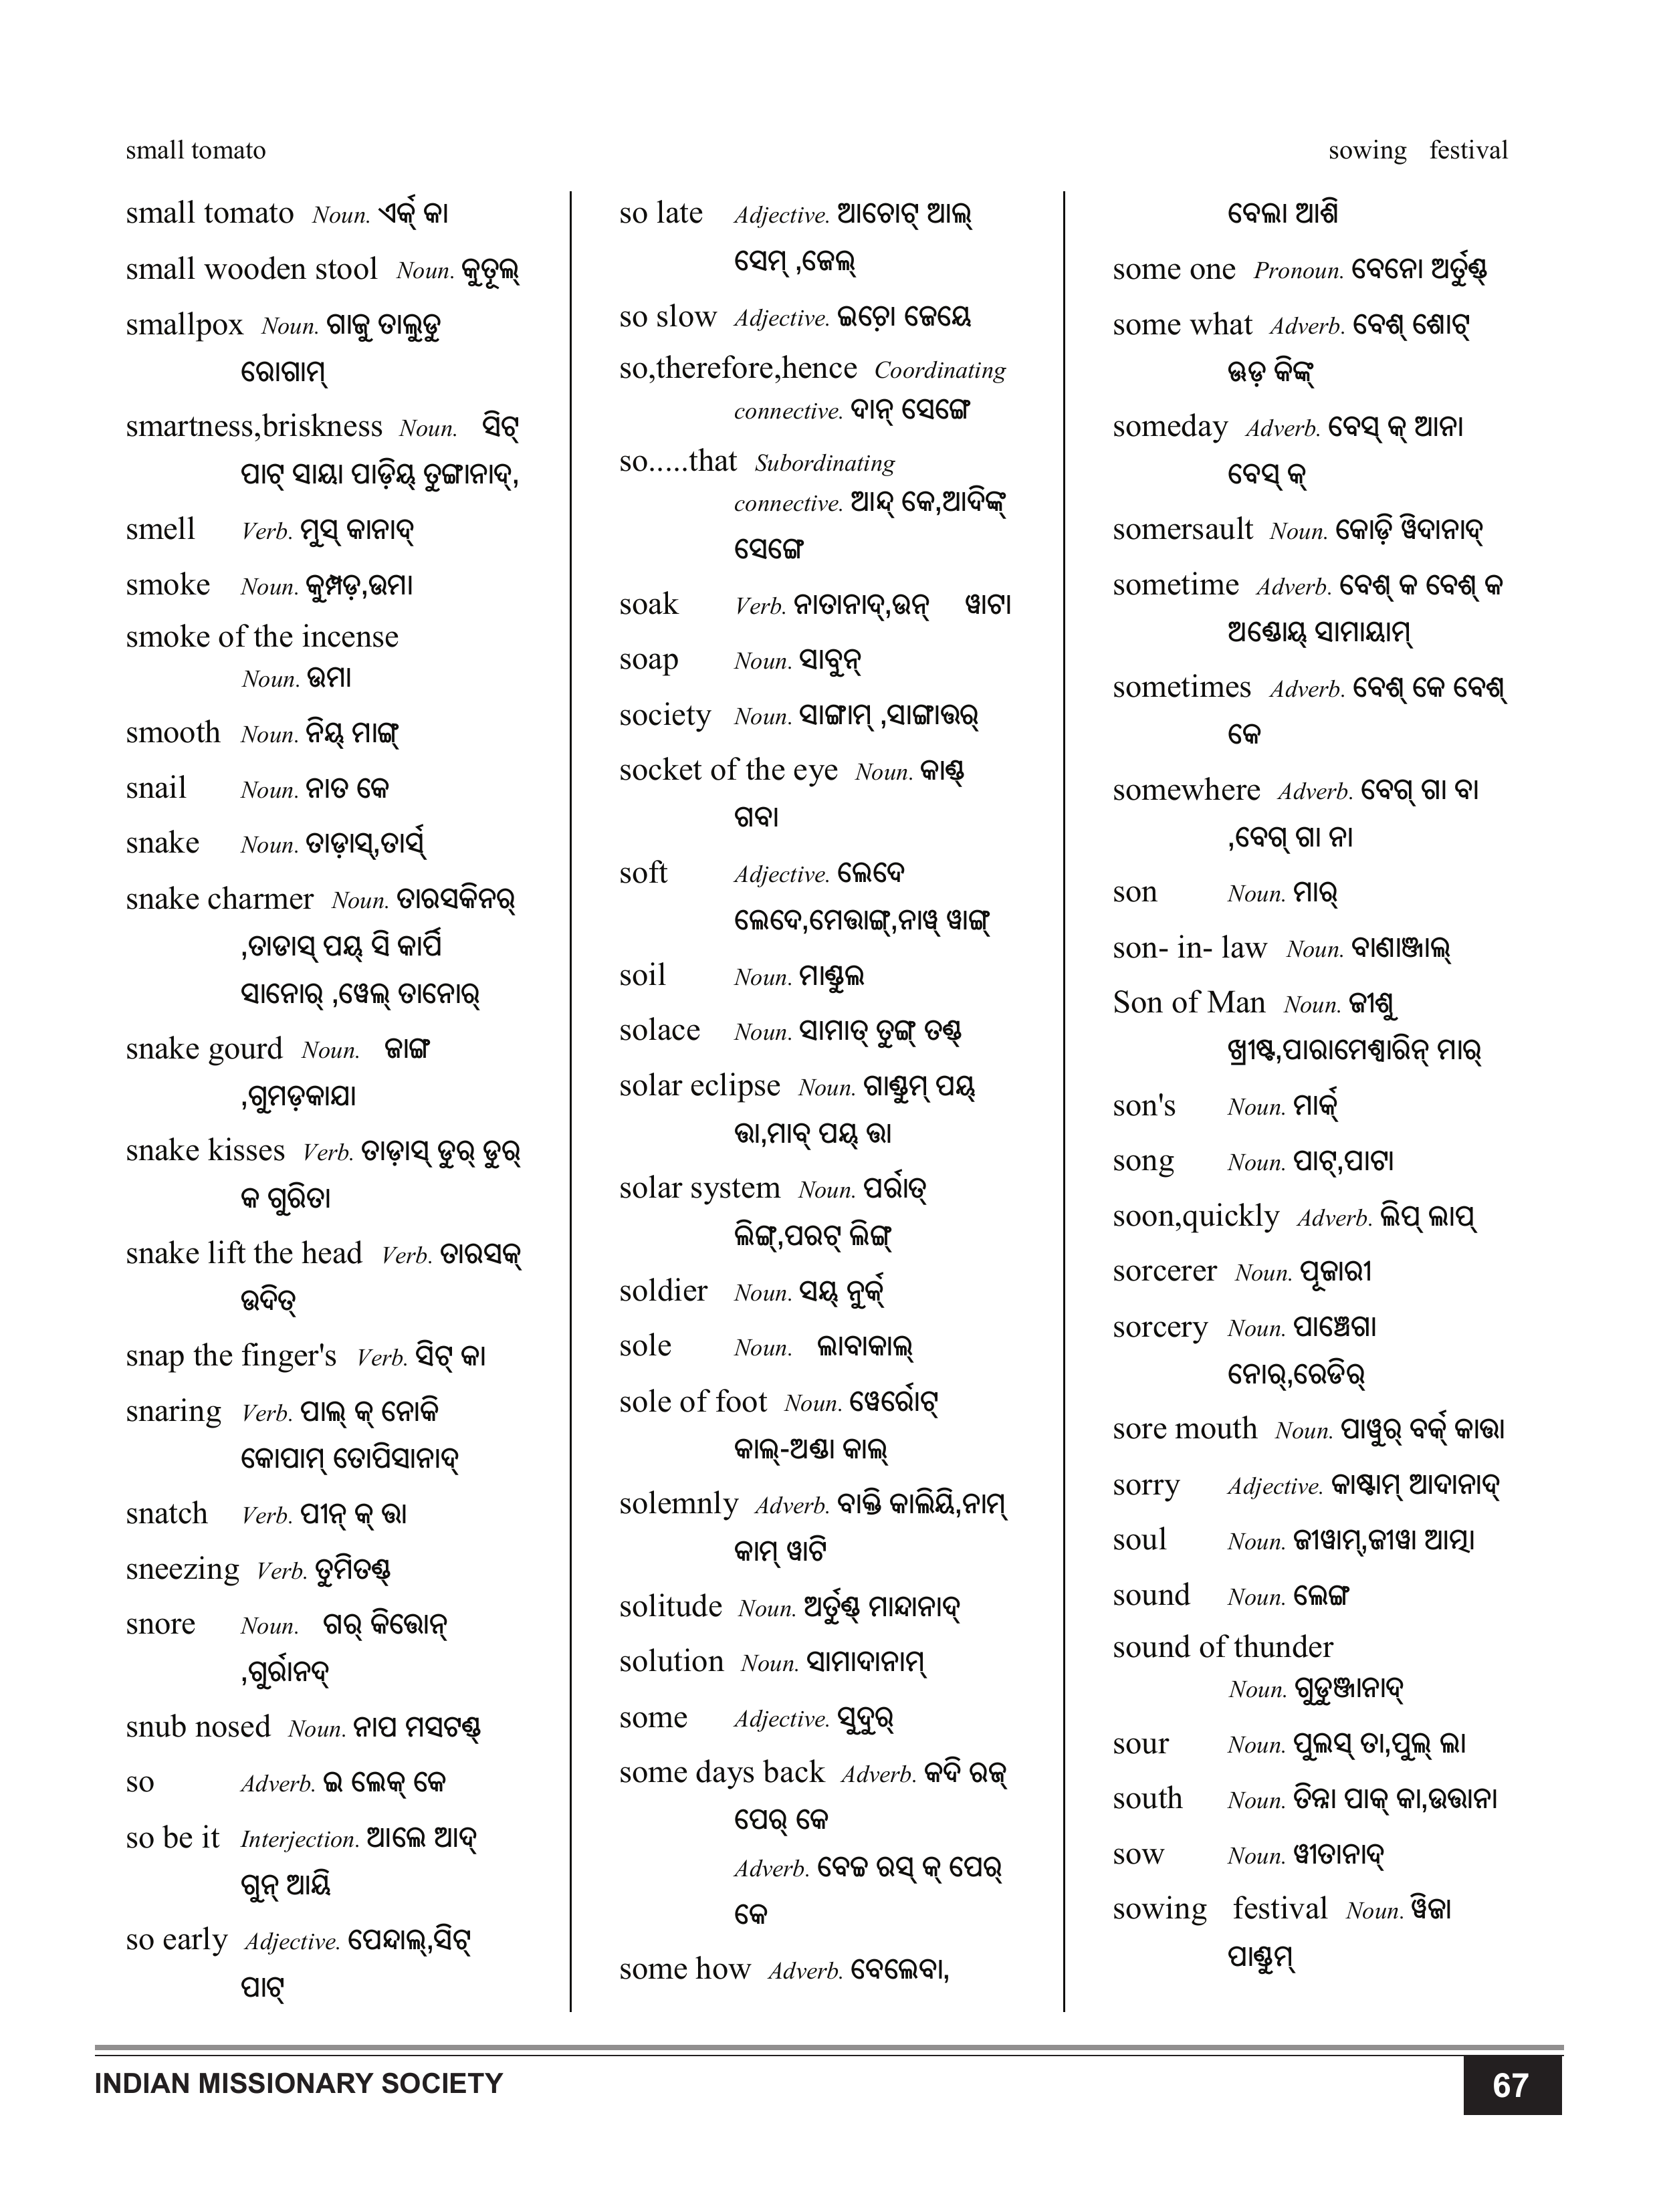 small tomato
sowing festival
small tomato Noun. ଏର୍କ୍ କା
small wooden stool Noun. କୁତୂଲ୍
smallpox Noun. ଗାଜୁ ତାଲୁଡୁ
ରୋଗାମ୍
smartness,briskness Noun. ସିଟ୍
ପାଟ୍ ସାୟା ପାଡ଼ିୟ୍ ତୁଙ୍ଗାନାଦ୍,
smell Verb. ମୁସ୍ କାନାଦ୍
smoke Noun. କୁମ୍ପଡ଼,ଉମା
smoke of the incense
Noun. ଉମା
smooth Noun. ନିୟ୍ ମାଙ୍ଗ୍
snail Noun. ନାତ କେ
snake Noun. ତାଡ଼ାସ୍,ତାର୍ସ୍
snake charmer Noun. ତାରସକିନର୍
,ତାଡାସ୍ ପୟ୍ ସି କାର୍ପି
ସାନୋର୍ ,ୱେଲ୍ ତାନୋର୍
snake gourd Noun. ଜାଙ୍ଗ
,ଗୁମଡ଼କାଯା
snake kisses Verb. ତାଡ଼ାସ୍ ଡୁର୍ ଡୁର୍
କ ଗୁରିତା
snake lift the head Verb. ତାରସକ୍
ଉଦିତ୍
snap the finger's Verb. ସିଟ୍ କା
snaring Verb. ପାଲ୍ କ୍ ନୋକି
କୋପାମ୍ ତୋପିସାନାଦ୍
snatch Verb. ପୀନ୍ କ୍ ତ୍ତା
sneezing Verb. ତୁମିତଣ୍ଡ୍
snore Noun. ଗର୍ କିତ୍ତୋନ୍
,ଗୁର୍ରାନଦ୍
snub nosed Noun. ନାପ ମସଟଣ୍ଡ୍
so Adverb. ଇ ଲେକ୍ କେ
so be it Interjection. ଆଲେ ଆଦ୍
ଗୁନ୍ ଆୟି
so early Adjective. ପେନ୍ଦାଲ୍,ସିଟ୍
ପାଟ୍
so late Adjective. ଆଚୋଟ୍ ଆଲ୍
ସେମ୍ ,ଜେଲ୍
so slow Adjective. ଇଚ଼ୋ ଜେୟେ
so,therefore,hence Coordinating
connective. ଦାନ୍ ସେଙ୍ଗେ
so.....that Subordinating
connective. ଆନ୍ଦ୍ କେ,ଆଦିଙ୍କ୍
ସେଙ୍ଗେ
soak Verb. ନାତାନାଦ୍,ଉନ୍ ୱାଟା
soap Noun. ସାବୁନ୍
society Noun. ସାଙ୍ଗାମ୍ ,ସାଙ୍ଗାତ୍ତର୍
socket of the eye Noun. କାଣ୍ଡ୍
ଗବା
soft Adjective. ଲେଦେ
ଲେଦେ,ମେତ୍ତାଙ୍ଗ୍,ନାୱ୍ ୱାଙ୍ଗ୍
soil Noun. ମାଣ୍ଡୁଲ
solace Noun. ସାମାତ୍ ତୁଙ୍ଗ୍ ତଣ୍ଡ୍
solar eclipse Noun. ଗାଣ୍ଡୁମ୍ ପୟ୍
ତ୍ତା,ମାବ୍ ପୟ୍ ତ୍ତା
solar system Noun. ପର୍ରାତ୍
ଲିଙ୍ଗ୍,ପରଟ୍ ଲିଙ୍ଗ୍
soldier Noun. ସୟ୍ ନୁର୍କ୍
sole Noun. ଲାବାକାଲ୍
sole of foot Noun. ୱେର୍ରୋଟ୍
କାଲ୍-ଅଣ୍ଡା କାଲ୍
solemnly Adverb. ବାକ୍ତି କାଲିୟି,ନାମ୍
କାମ୍ ୱାଟି
solitude Noun. ଅର୍ତୁଣ୍ଡ୍ ମାନ୍ଦାନାଦ୍
solution Noun. ସାମାଦାନାମ୍
some Adjective. ସୁଦୁର୍
some days back Adverb. କଦି ରଜ୍
ପେର୍ କେ
Adverb. ବେଚ୍ଚ ରସ୍ କ୍ ପେର୍
କେ
some how Adverb. ବେଲେବା,
ବେଲା ଆଶି
some one Pronoun. ବେନୋ ଅର୍ତୁଣ୍ଡ୍
some what Adverb. ବେଶ୍ ଶୋଟ୍
ଊଡ଼ କିଙ୍କ୍
someday Adverb. ବେସ୍ କ୍ ଆନା
ବେସ୍ କ୍
somersault Noun. କୋଡ଼ି ୱିଦାନାଦ୍
sometime Adverb. ବେଶ୍ କ ବେଶ୍ କ
ଅଣ୍ଡୋୟ୍ ସାମାୟାମ୍
sometimes Adverb. ବେଶ୍ କେ ବେଶ୍
କେ
somewhere Adverb. ବେଗ୍ ଗା ବା
,ବେଗ୍ ଗା ନା
son Noun. ମାର୍
son- in- law Noun. ବାଣାଞ୍ଜାଲ୍
Son of Man Noun. ଜୀଶୁ
ଖ୍ରୀଷ୍ଟ,ପାରାମେଶ୍ୱାରିନ୍ ମାର୍
son's Noun. ମାର୍କ୍
song Noun. ପାଟ୍,ପାଟା
soon,quickly Adverb. ଲିପ୍ ଲାପ୍
sorcerer Noun. ପୂଜାରୀ
sorcery Noun. ପାଞ୍ଚେଗା
ନୋର୍,ରେଡିର୍
sore mouth Noun. ପାୱୁର୍ ବର୍କ୍ କାତ୍ତା
sorry Adjective. କାଷ୍ଟାମ୍ ଆଦାନାଦ୍
soul Noun. ଜୀୱାମ୍,ଜୀୱା ଆତ୍ମା
sound Noun. ଲେଙ୍ଗ
sound of thunder
Noun. ଗୁଡୁଞ୍ଜାନାଦ୍
sour Noun. ପୁଲସ୍ ତା,ପୁଲ୍ ଲା
south Noun. ତିନ୍ନା ପାକ୍ କା,ଉତ୍ତାନା
sow Noun. ୱୀତାନାଦ୍
sowing festival Noun. ୱିଜା
ପାଣ୍ଡୁମ୍
INDIAN MISSIONARY SOCIETY
67